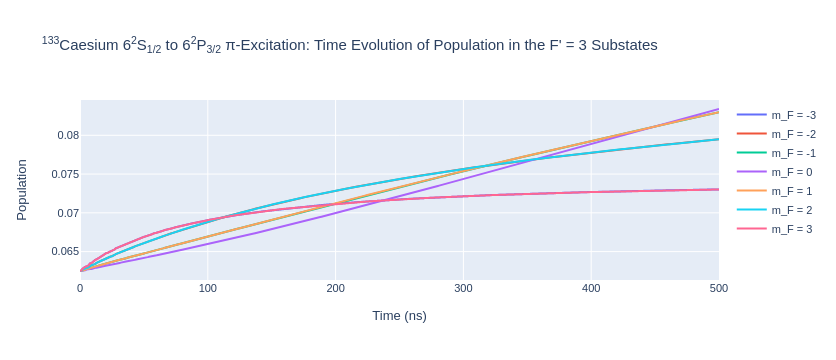 ¹³³Caesium 6²S₁/₂ to 6²P₃/₂ π-Excitation: Time Evolution of Population in the F' = 3 Substates
0.08
0.075
0.07
0.065
Population
0 100 200 300 400 500
Time (ns)
m_F = -3
m_F = -2
m_F = -1
m_F = 0
m_F = 1
m_F = 2
m_F = 3